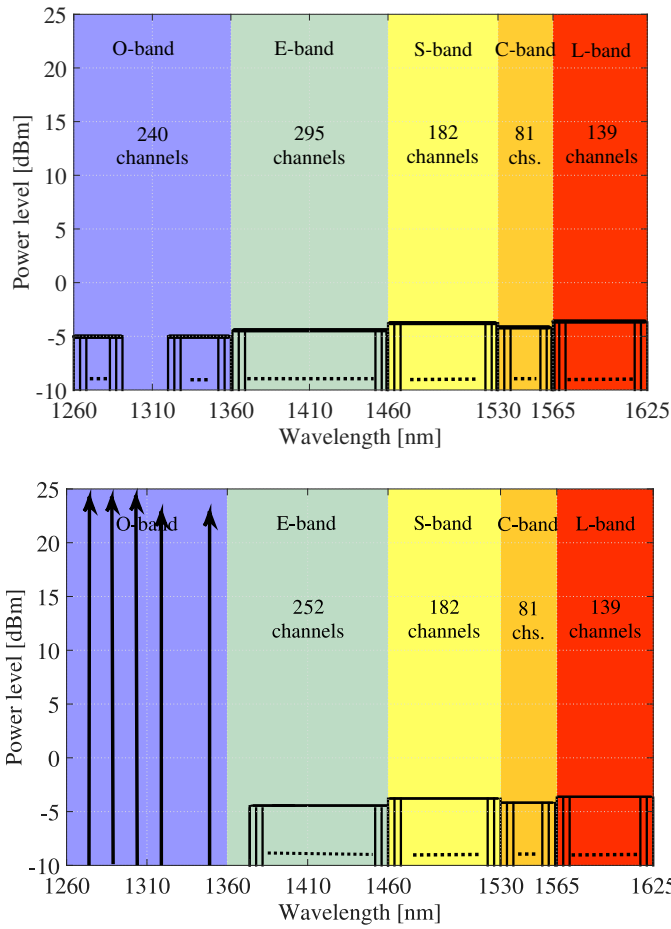 25
20
15
10
5
0
-5
-10
Power level [dBm]
O-band E-band S-band C-band L-band
240 295 182 81 139
channels channels channels chs. channels
1260 1310 1360 1410 1460 1530 1565 1625
Wavelength [nm]
25
20
15
10
5
0
-5
-10
Power level [dBm]
O-band E-band S-band C-band L-band
252 182 81 139
channels channels chs. channels
1260 1310 1360 1410 1460 1530 1565 1625
Wavelength [nm]